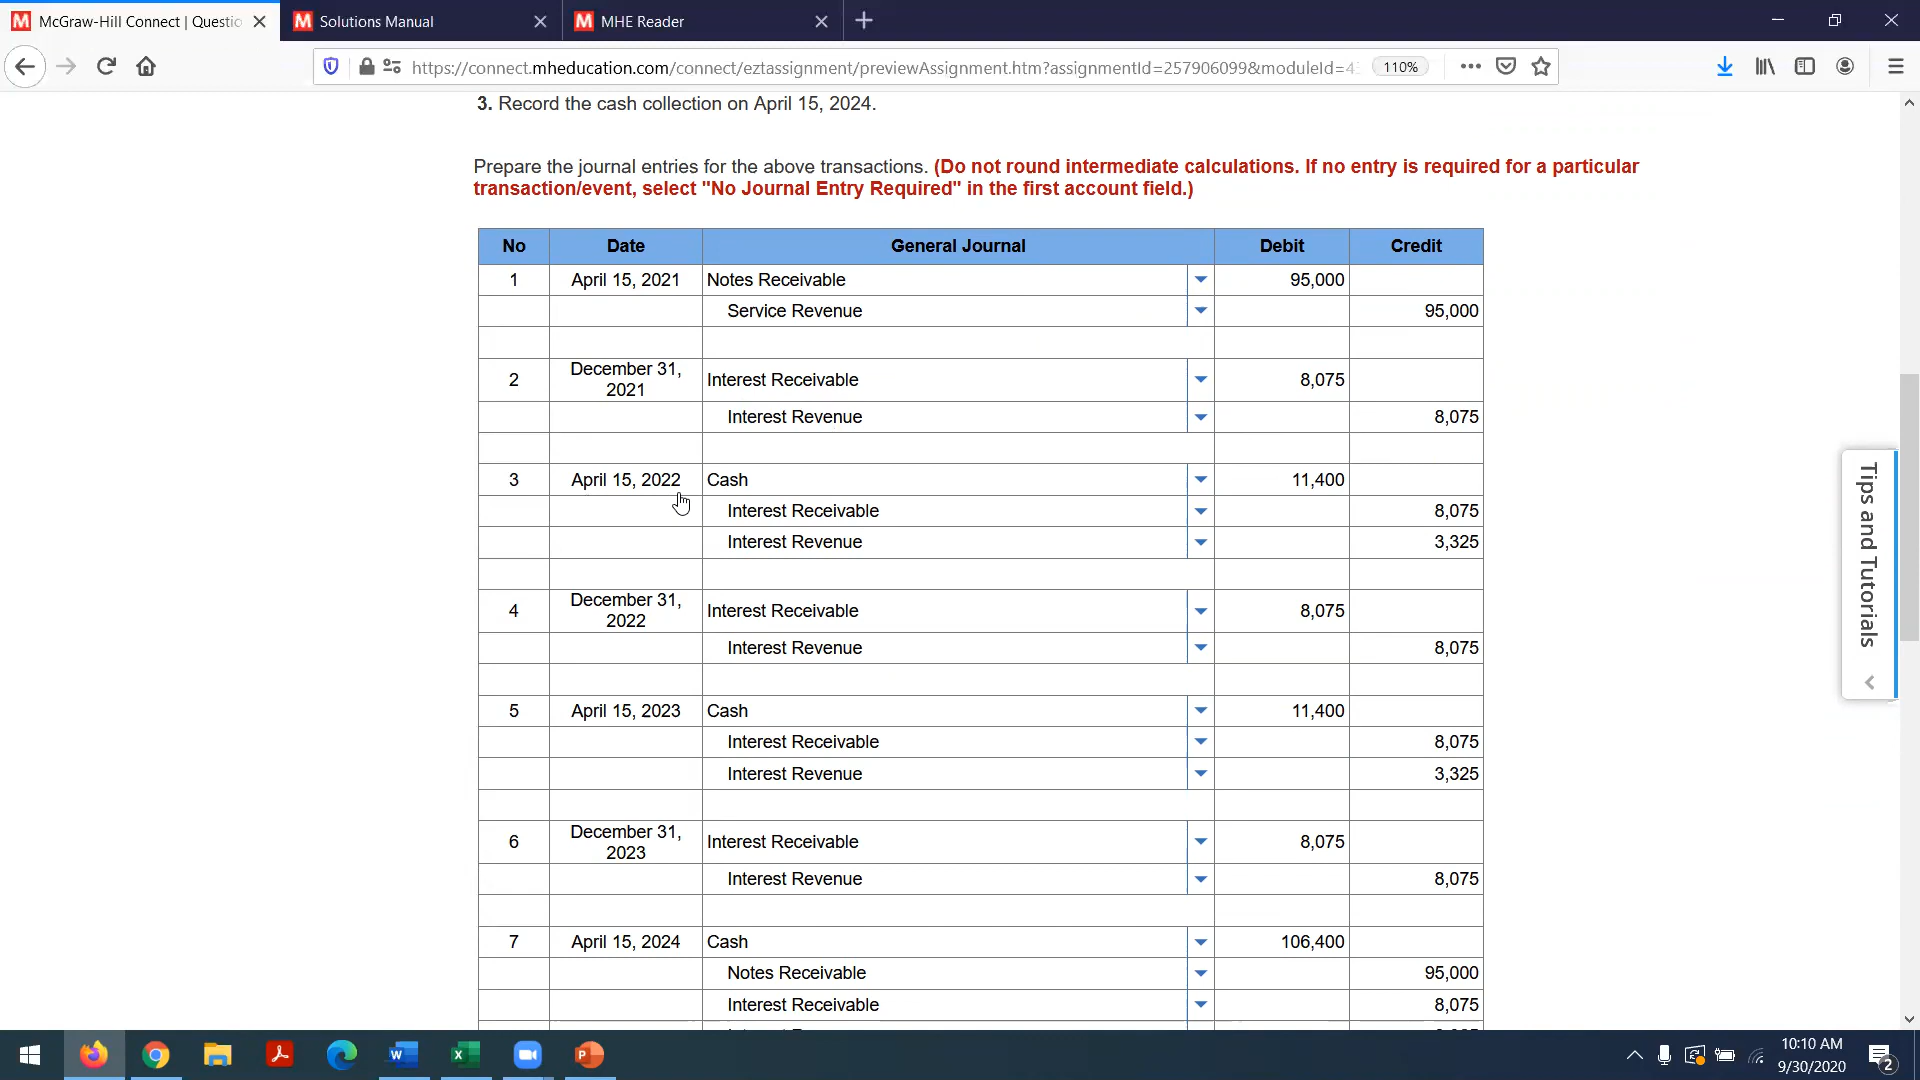 McGraw-Hill Connect | Questio
Solutions Manual
MHE Reader
https://connect.mheducation.com/connect/eztassignment/previewAssignment.htm?assignmentId=257906099&moduleId=4
110%
3. Record the cash collection on April 15, 2024.
Prepare the journal entries for the above transactions. (Do not round intermediate calculations. If no entry is required for a particular
transaction/event, select "No Journal Entry Required" in the first account field.)
No Date General Journal Debit Credit
1 April 15, 2021 Notes Receivable 95,000
Service Revenue 95,000
2 December 31, 2021 Interest Receivable 8,075
Interest Revenue 8,075
3 April 15, 2022 Cash 11,400
Interest Receivable 8,075
Interest Revenue 3,325
4 December 31, 2022 Interest Receivable 8,075
Interest Revenue 8,075
5 April 15, 2023 Cash 11,400
Interest Receivable 8,075
Interest Revenue 3,325
6 December 31, 2023 Interest Receivable 8,075
Interest Revenue 8,075
7 April 15, 2024 Cash 106,400
Notes Receivable 95,000
Interest Receivable 8,075
Tips and Tutorials
10:10 AM
9/30/2020
2